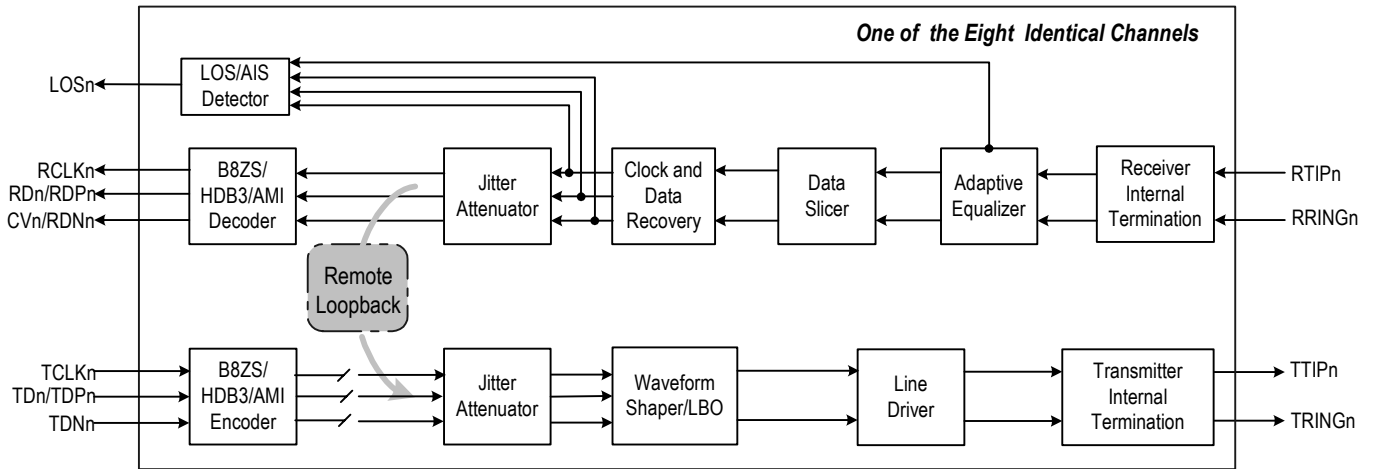 One of the Eight Identical Channels
LOSn
LOS/AIS
Detector
RCLKn
RDn/RDPn
CVn/RDNn
B8ZS/
HDB3/AMI
Decoder
Jitter
Attenuator
Clock and
Data
Recovery
Data
Slicer
Adaptive
Equalizer
Receiver
Internal
Termination
RTIPn
RRINGn
Remote
Loopback
TCLKn
TDn/TDPn
TDNn
B8ZS/
HDB3/AMI
Encoder
Jitter
Attenuator
Waveform
Shaper/LBO
Line
Driver
Transmitter
Internal
Termination
TTIPn
TRINGn